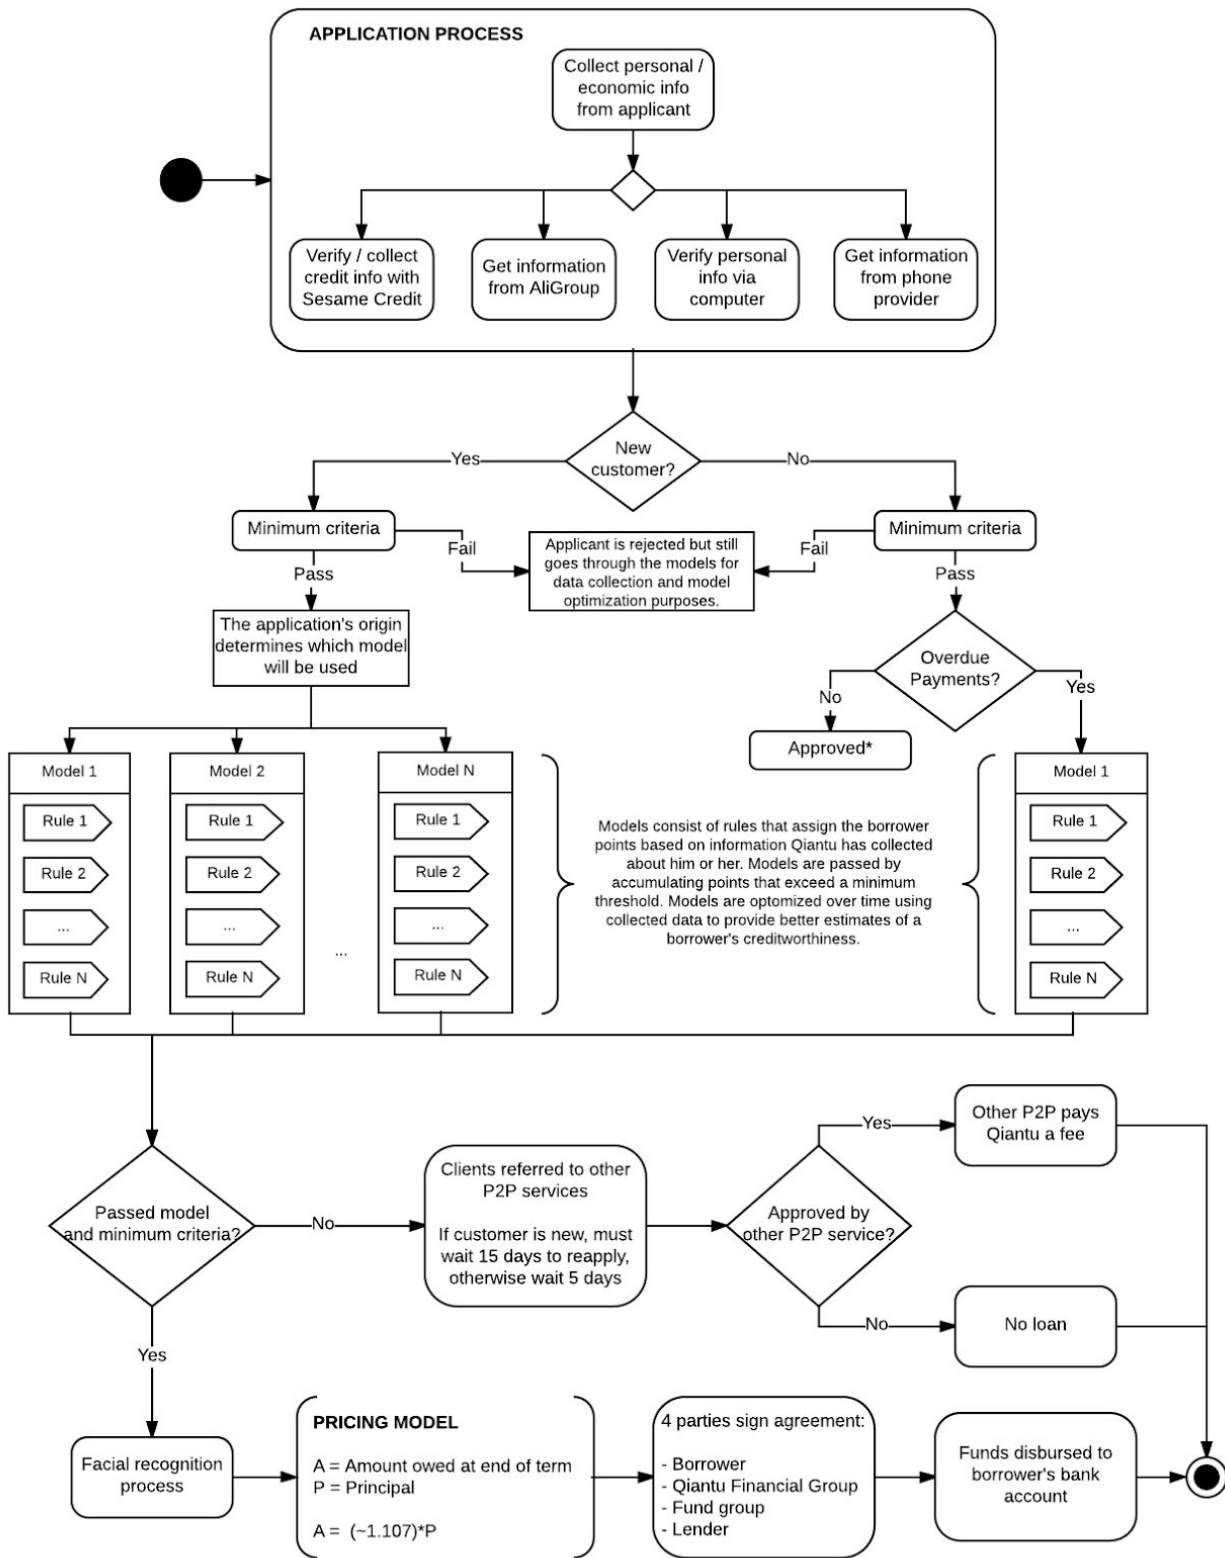 APPLICATION PROCESS
Collect personal /
economic info
from applicant
Verify / collect
credit info with
Sesame Credit
Get information
from AliGroup
Verify personal
info via
computer
Get information
from phone
provider
New
customer?
Yes
No
Minimum criteria
Minimum criteria
Fail
Fail
Applicant is rejected but still
goes through the models for
data collection and model
optimization purposes.
Pass
Pass
The application's origin
determines which model
will be used
Overdue
Payments?
No
Yes
Approved*
Model 1
Rule 1
Rule 2
...
Rule N
Model 2
Rule 1
Rule 2
...
Rule N
...
Model N
Rule 1
Rule 2
...
Rule N
Models consist of rules that assign the borrower
points based on information Qiantu has collected
about him or her. Models are passed by
accumulating points that exceed a minimum
threshold. Models are optomized over time using
collected data to provide better estimates of a
borrower's creditworthiness.
Model 1
Rule 1
Rule 2
...
Rule N
Passed model
and minimum criteria?
No
Clients referred to other
P2P services
If customer is new, must
wait 15 days to reapply,
otherwise wait 5 days
Approved by
other P2P service?
Yes
Other P2P pays
Qiantu a fee
No
No loan
Yes
Facial recognition
process
PRICING MODEL
A = Amount owed at end of term
P = Principal
A = (~1.107)*P
4 parties sign agreement:
- Borrower
- Qiantu Financial Group
- Fund group
- Lender
Funds disbursed to
borrower's bank
account